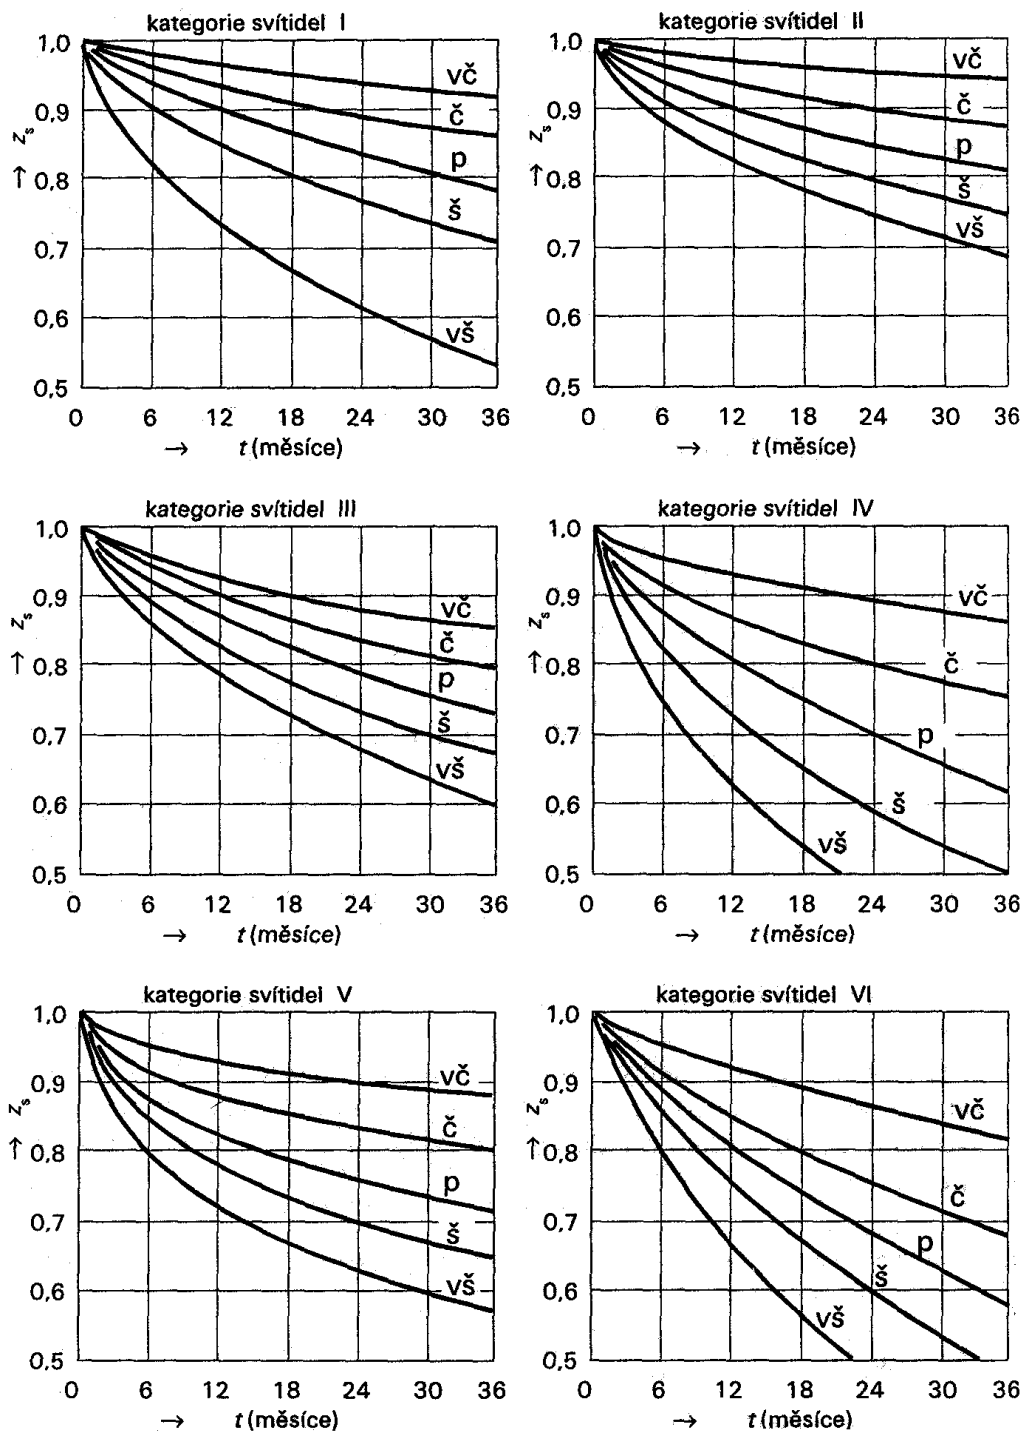 kategorie svítidel I
1,0
0,9
0,8
0,7
0,6
0,5
→ z_s
vč
č
p
š
vš
0 6 12 18 24 30 36
→ t (měsíce)
kategorie svítidel II
1,0
0,9
0,8
0,7
0,6
0,5
→ z_s
vč
č
p
š
vš
0 6 12 18 24 30 36
→ t (měsíce)
kategorie svítidel III
1,0
0,9
0,8
0,7
0,6
0,5
→ z_s
vč
č
p
š
vš
0 6 12 18 24 30 36
→ t (měsíce)
kategorie svítidel IV
1,0
0,9
0,8
0,7
0,6
0,5
→ z_s
vč
č
p
š
vš
0 6 12 18 24 30 36
→ t (měsíce)
kategorie svítidel V
1,0
0,9
0,8
0,7
0,6
0,5
→ z_s
vč
č
p
š
vš
0 6 12 18 24 30 36
→ t (měsíce)
kategorie svítidel VI
1,0
0,9
0,8
0,7
0,6
0,5
→ z_s
vč
č
p
š
vš
0 6 12 18 24 30 36
→ t (měsíce)